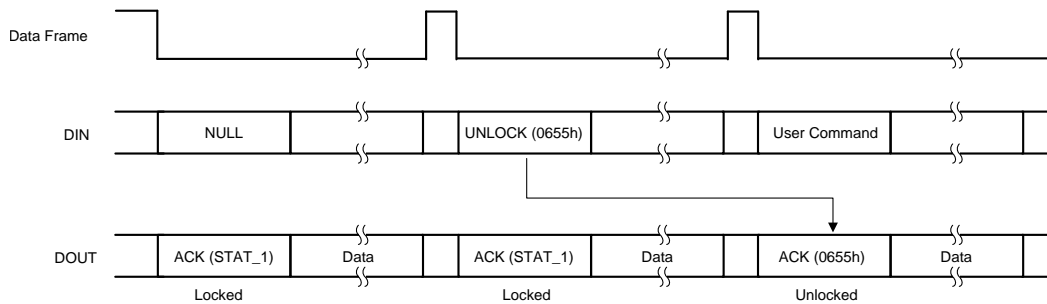 Data Frame
DIN
NULL
UNLOCK (0655h)
User Command
DOUT
ACK (STAT_1)
Data
ACK (STAT_1)
Data
ACK (0655h)
Data
Locked
Locked
Unlocked